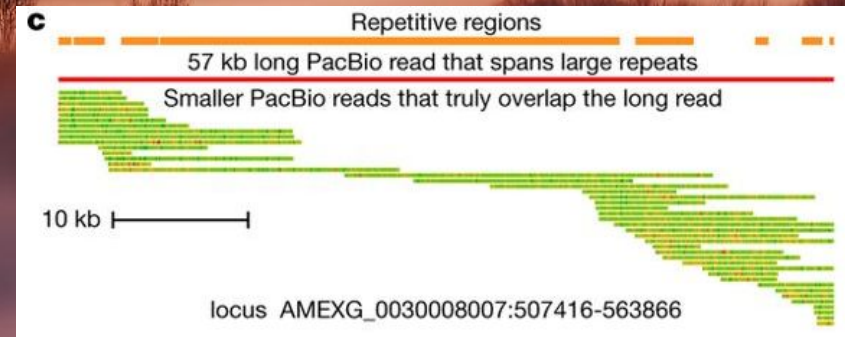 c
Repetitive regions
57 kb long PacBio read that spans large repeats
Smaller PacBio reads that truly overlap the long read
10 kb
locus AMEXG_0030008007:507416-563866